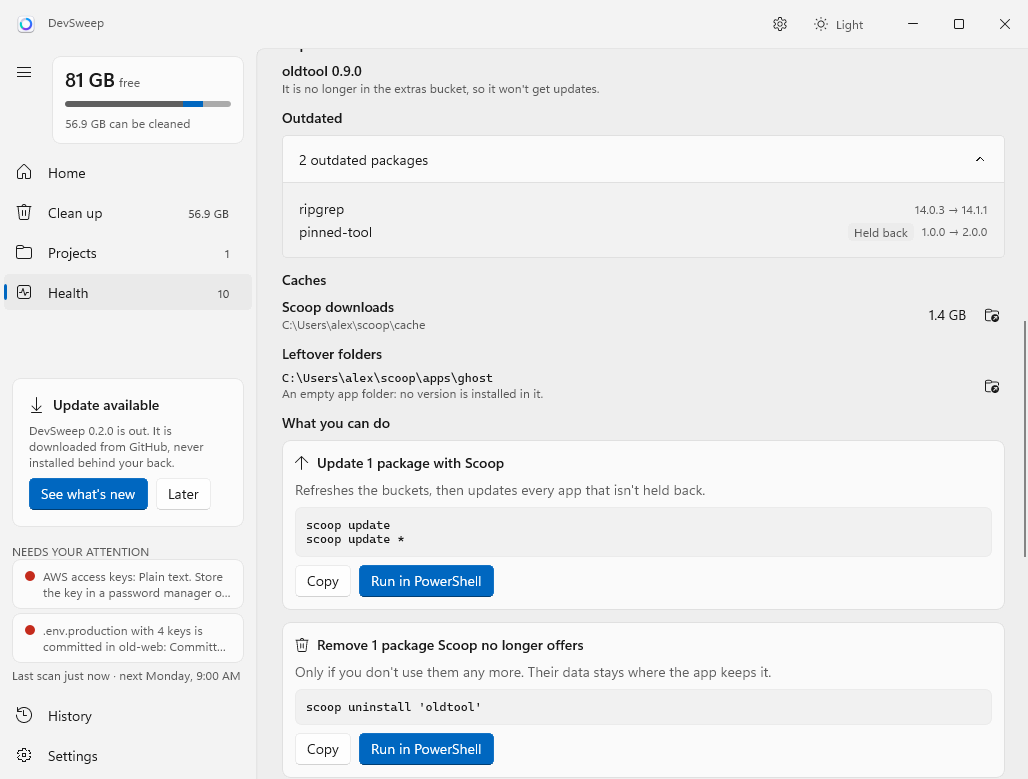 DevSweep
Light
81 GB free
56.9 GB can be cleaned
Home
Clean up 56.9 GB
Projects 1
Health 10
Update available
DevSweep 0.2.0 is out. It is
downloaded from GitHub, never
installed behind your back.
See what's new
Later
NEEDS YOUR ATTENTION
AWS access keys: Plain text. Store
the key in a password manager o...
.env.production with 4 keys is
committed in old-web: Committ...
Last scan just now · next Monday, 9:00 AM
History
Settings
oldtool 0.9.0
It is no longer in the extras bucket, so it won't get updates.
Outdated
2 outdated packages
ripgrep 14.0.3 → 14.1.1
pinned-tool Held back 1.0.0 → 2.0.0
Caches
Scoop downloads
C:\Users\alex\scoop\cache
1.4 GB
Leftover folders
C:\Users\alex\scoop\apps\ghost
An empty app folder: no version is installed in it.
What you can do
Update 1 package with Scoop
Refreshes the buckets, then updates every app that isn't held back.
scoop update
scoop update *
Copy
Run in PowerShell
Remove 1 package Scoop no longer offers
Only if you don't use them any more. Their data stays where the app keeps it.
scoop uninstall 'oldtool'
Copy
Run in PowerShell